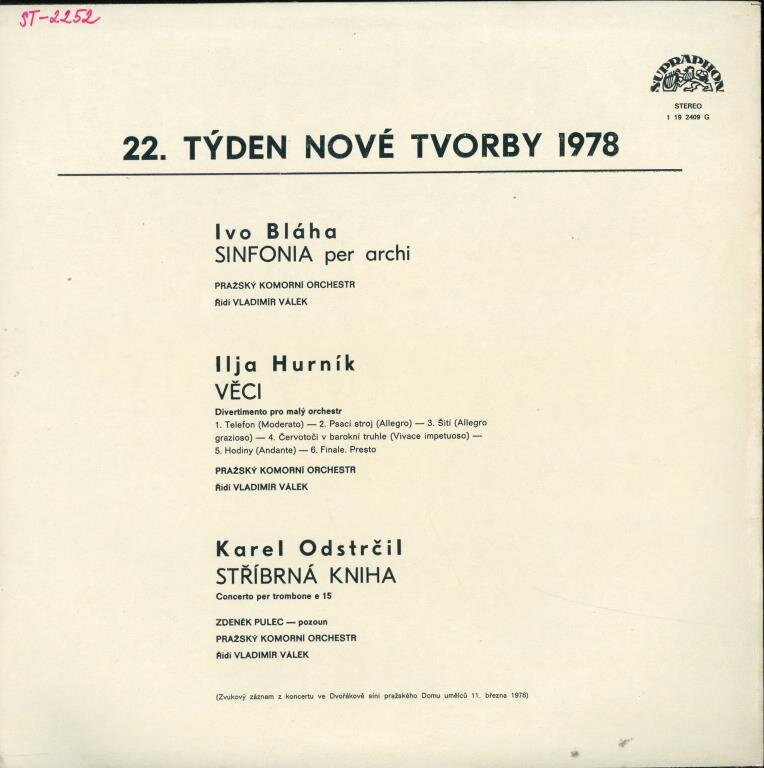 ST-2252
SUPRAPHON
STEREO
1 19 2409 G
22. TÝDEN NOVÉ TVORBY 1978
Ivo Bláha
SINFONIA per archi
PRAŽSKÝ KOMORNÍ ORCHESTR
Řídí VLADIMÍR VÁLEK
Ilja Hurník
VĚCI
Divertimento pro malý orchestr
1. Telefon (Moderato) — 2. Psací stroj (Allegro) — 3. Šití (Allegro
grazioso) — 4. Červotoči v barokní truhle (Vivace impetuoso) —
5. Hodiny (Andante) — 6. Finale. Presto
PRAŽSKÝ KOMORNÍ ORCHESTR
Řídí VLADIMÍR VÁLEK
Karel Odstrčil
STŘÍBRNÁ KNIHA
Concerto per trombone e 15
ZDENĚK PULEC — pozoun
PRAŽSKÝ KOMORNÍ ORCHESTR
Řídí VLADIMÍR VÁLEK
(Zvukový záznam z koncertu ve Dvořákově síni pražského Domu umělců 11. března 1978)